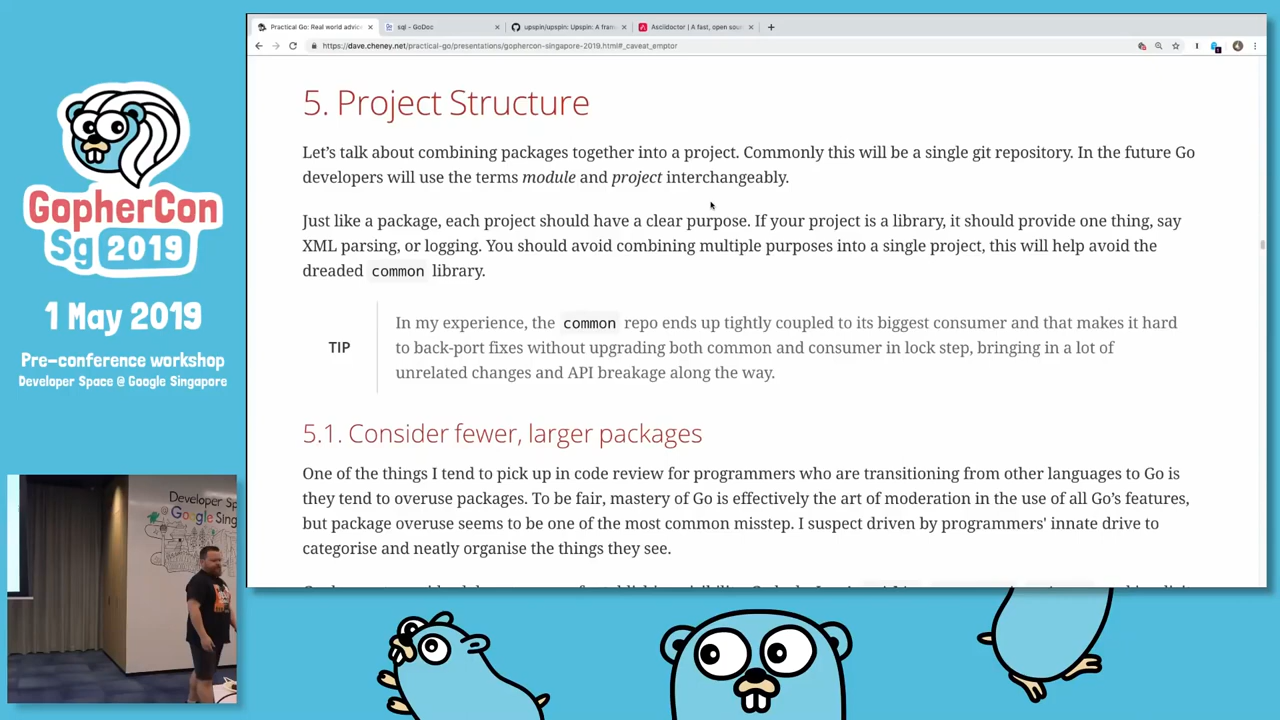 Practical Go: Real world advic
sql - GoDoc
upspin/upspin: Upspin: A fram
Asciidoctor | A fast, open sou
https://dave.cheney.net/practical-go/presentations/gophercon-singapore-2019.html#_caveat_emptor
5. Project Structure
Let’s talk about combining packages together into a project. Commonly this will be a single git repository. In the future Go
developers will use the terms module and project interchangeably.
Just like a package, each project should have a clear purpose. If your project is a library, it should provide one thing, say
XML parsing, or logging. You should avoid combining multiple purposes into a single project, this will help avoid the
dreaded common library.
TIP
In my experience, the common repo ends up tightly coupled to its biggest consumer and that makes it hard
to back-port fixes without upgrading both common and consumer in lock step, bringing in a lot of
unrelated changes and API breakage along the way.
5.1. Consider fewer, larger packages
One of the things I tend to pick up in code review for programmers who are transitioning from other languages to Go is
they tend to overuse packages. To be fair, mastery of Go is effectively the art of moderation in the use of all Go’s features,
but package overuse seems to be one of the most common misstep. I suspect driven by programmers' innate drive to
categorise and neatly organise the things they see.
GopherCon
Sg 2019
1 May 2019
Pre-conference workshop
Developer Space @ Google Singapore
Developer Sp
Google Sing